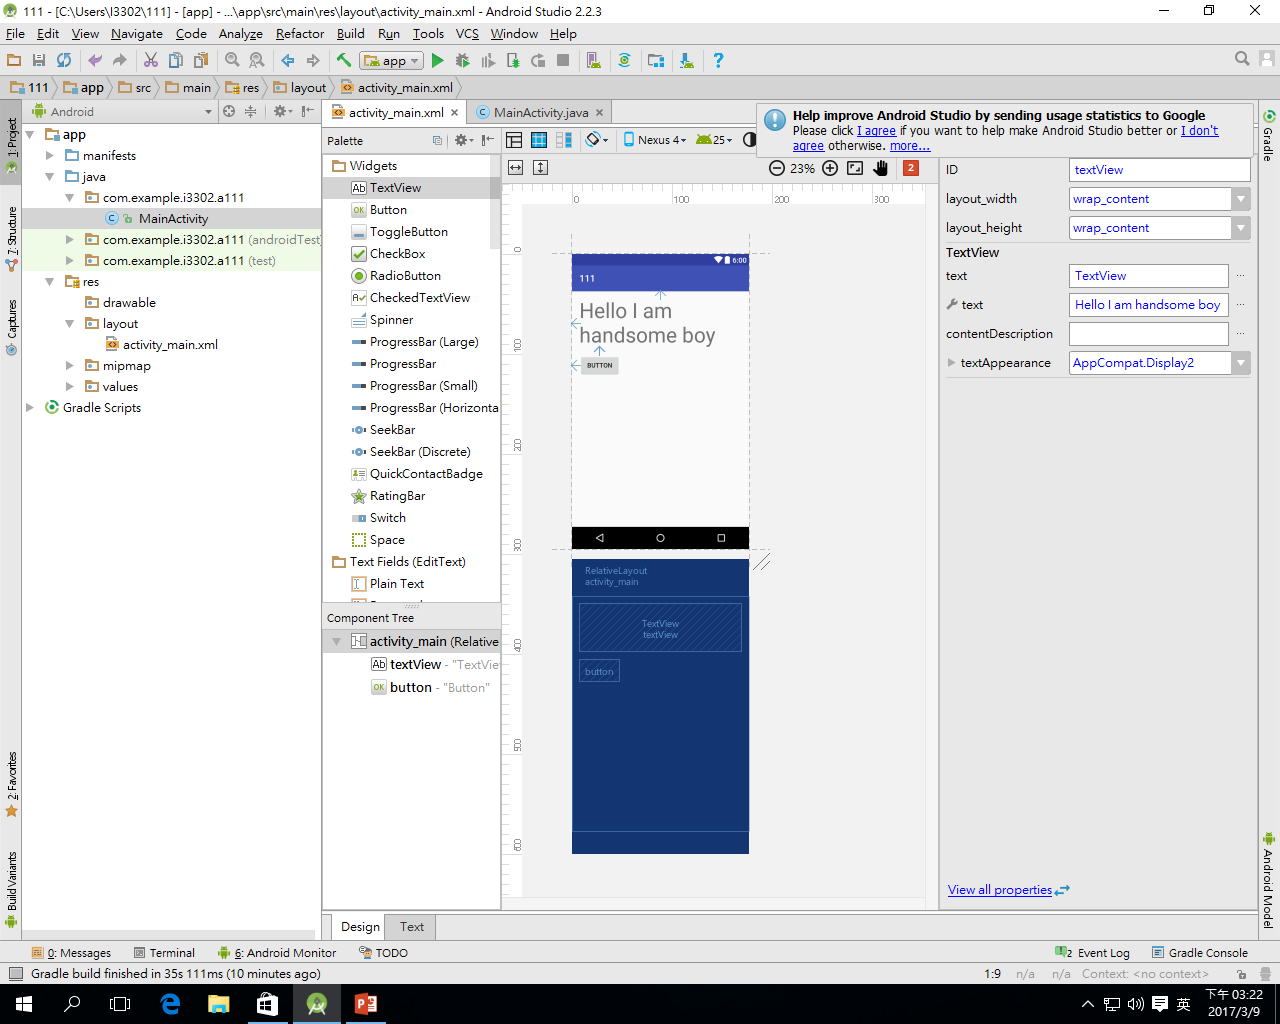 111 - [C:\Users\I3302\111] - [app] - ...\app\src\main\res\layout\activity_main.xml - Android Studio 2.2.3
File Edit View Navigate Code Analyze Refactor Build Run Tools VCS Window Help
app
111 app src main res layout activity_main.xml
Android
activity_main.xml
MainActivity.java
Help improve Android Studio by sending usage statistics to Google
Please click I agree if you want to help make Android Studio better or I don't
agree otherwise. more...
1: Project
7: Structure
Captures
2: Favorites
Build Variants
app
manifests
java
com.example.i3302.a111
MainActivity
com.example.i3302.a111 (androidTest
com.example.i3302.a111 (test)
res
drawable
layout
activity_main.xml
mipmap
values
Gradle Scripts
Palette
Widgets
TextView
Button
ToggleButton
CheckBox
RadioButton
CheckedTextView
Spinner
ProgressBar (Large)
ProgressBar
ProgressBar (Small)
ProgressBar (Horizonta
SeekBar
SeekBar (Discrete)
QuickContactBadge
RatingBar
Switch
Space
Text Fields (EditText)
Plain Text
Component Tree
activity_main (Relative
textView - "TextVie
button - "Button"
Nexus 4
25
23%
2
0 100 200 300
0
100
200
300
400
500
600
6:00
111
Hello I am
handsome boy
BUTTON
RelativeLayout
activity_main
TextView
textView
button
ID textView
layout_width wrap_content
layout_height wrap_content
TextView
text TextView ...
text Hello I am handsome boy ...
contentDescription ...
textAppearance AppCompat.Display2
View all properties
Gradle
Android Model
Design Text
0: Messages Terminal 6: Android Monitor TODO
2 Event Log Gradle Console
Gradle build finished in 35s 111ms (10 minutes ago)
1:9 n/a n/a Context: <no context>
英
下午 03:22
2017/3/9